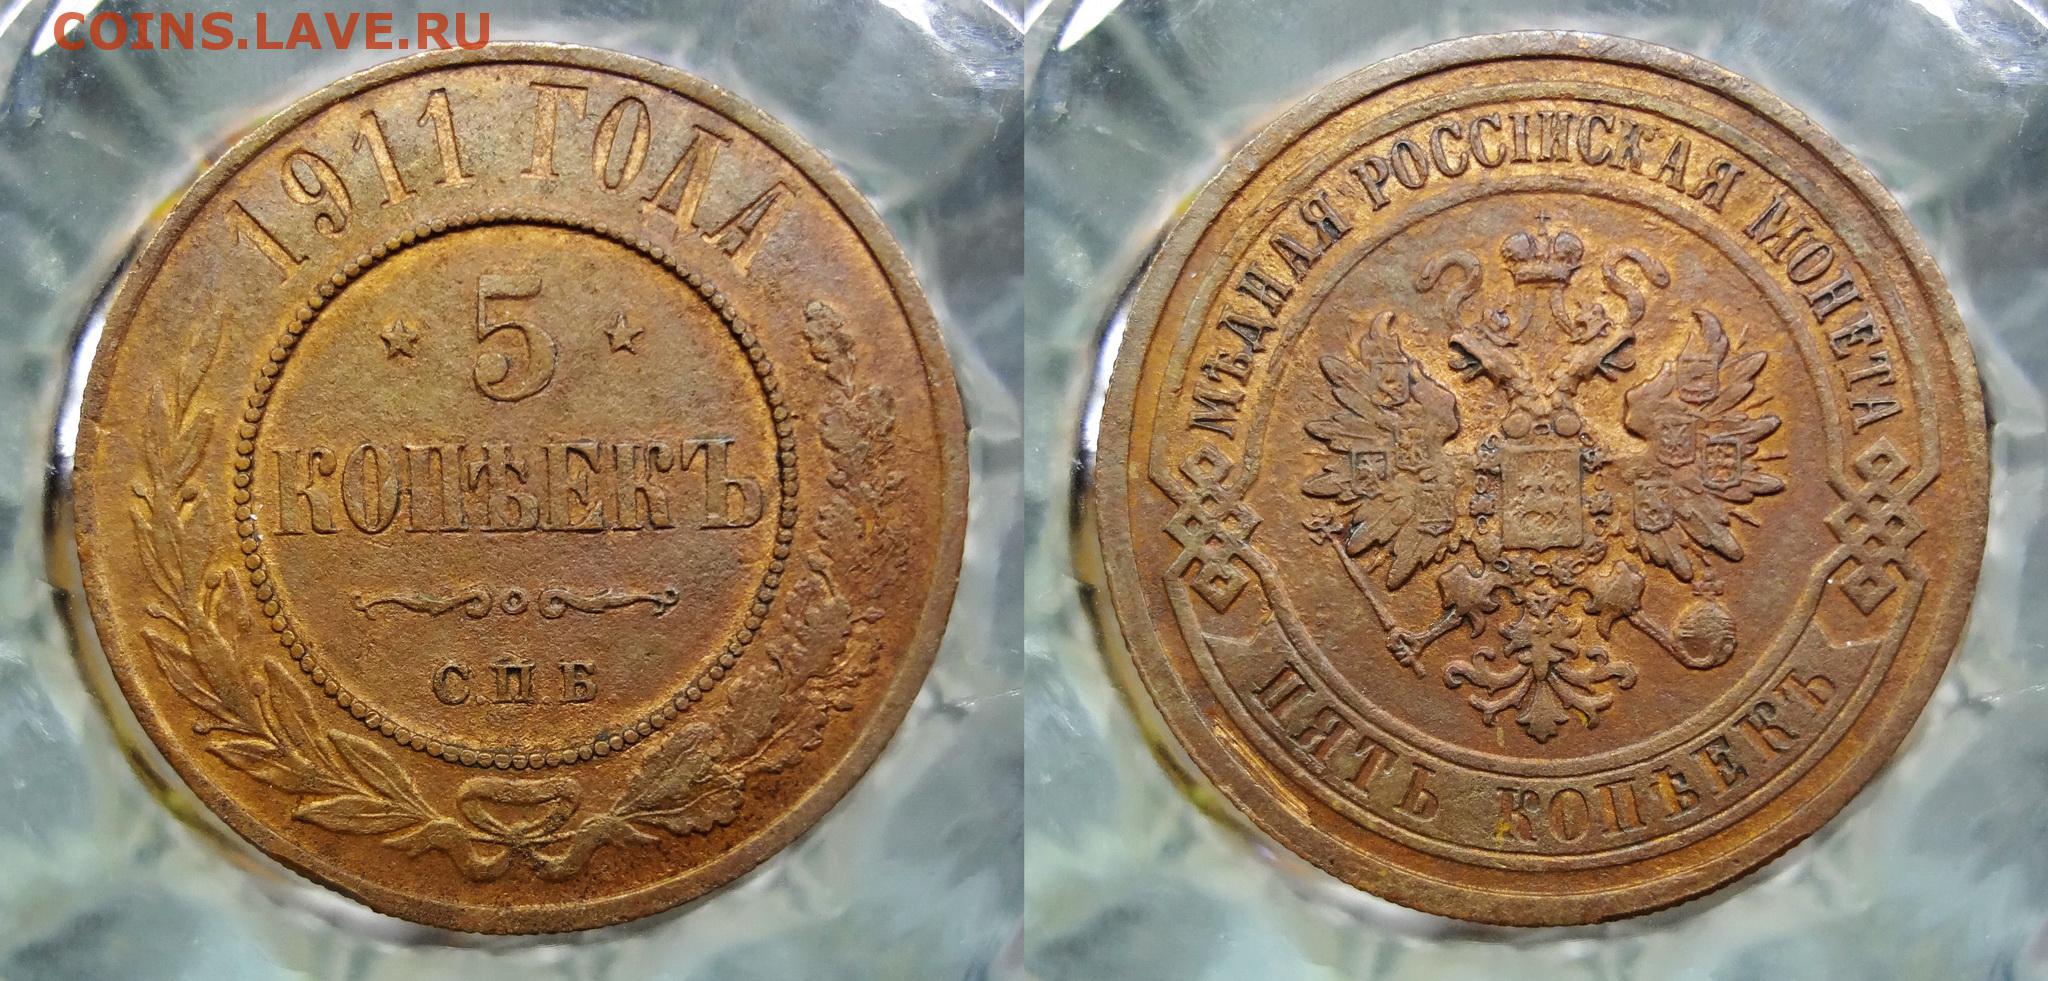 COINS.LAVE.RU
1911 ГОДА
5
КОПѢЕКЪ
С.П.Б.
МѢДНАЯ РОССІЙСКАЯ МОНЕТА
ПЯТЬ КОПѢЕКЪ